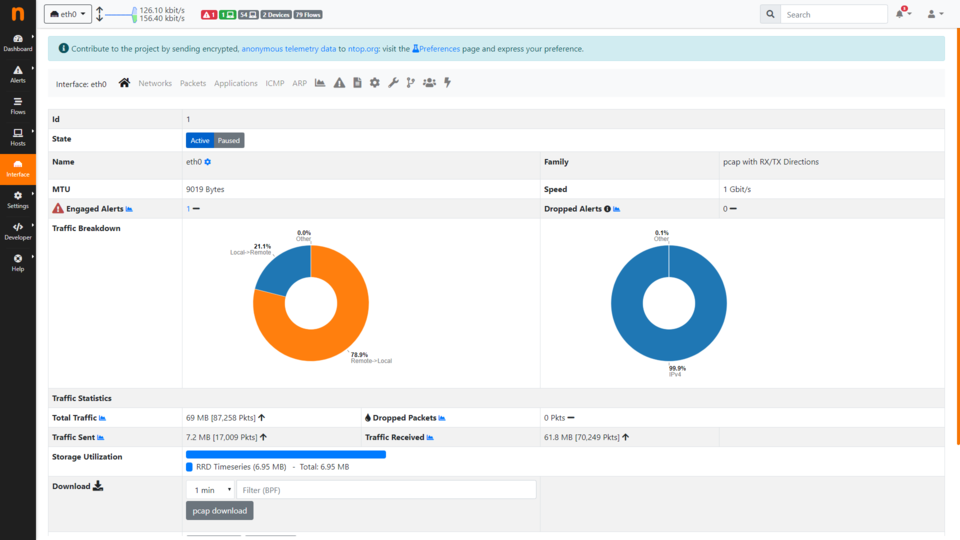 n
eth0
126.10 kbit/s
156.40 kbit/s
1
1
54
2 Devices
79 Flows
Search
8
Dashboard
Alerts
Flows
Hosts
Interface
Settings
Developer
Help
Contribute to the project by sending encrypted, anonymous telemetry data to ntop.org: visit the Preferences page and express your preference.
Interface: eth0 Networks Packets Applications ICMP ARP
Id 1
State Active Paused
Name eth0 Family pcap with RX/TX Directions
MTU 9019 Bytes Speed 1 Gbit/s
Engaged Alerts 1 Dropped Alerts 0
Traffic Breakdown
0.0%
Other
21.1%
Local->Remote
78.9%
Remote->Local
0.1%
Other
99.9%
IPv4
Traffic Statistics
Total Traffic 69 MB [87,258 Pkts] Dropped Packets 0 Pkts
Traffic Sent 7.2 MB [17,009 Pkts] Traffic Received 61.8 MB [70,249 Pkts]
Storage Utilization
RRD Timeseries (6.95 MB) - Total: 6.95 MB
Download 1 min Filter (BPF)
pcap download